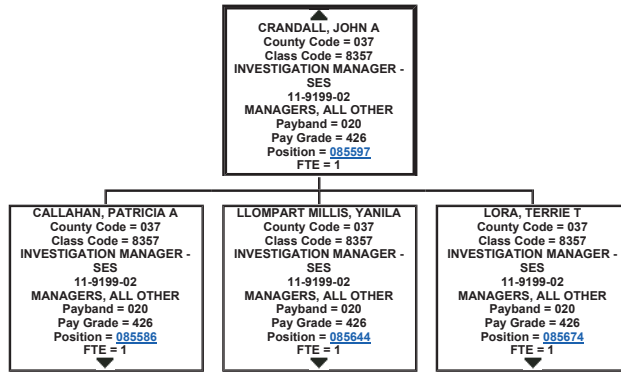 CRANDALL, JOHN A
County Code = 037
Class Code = 8357
INVESTIGATION MANAGER -
SES
11-9199-02
MANAGERS, ALL OTHER
Payband = 020
Pay Grade = 426
Position = 085597
FTE = 1
CALLAHAN, PATRICIA A
County Code = 037
Class Code = 8357
INVESTIGATION MANAGER -
SES
11-9199-02
MANAGERS, ALL OTHER
Payband = 020
Pay Grade = 426
Position = 085586
FTE = 1
LLOMPART MILLIS, YANILA
County Code = 037
Class Code = 8357
INVESTIGATION MANAGER -
SES
11-9199-02
MANAGERS, ALL OTHER
Payband = 020
Pay Grade = 426
Position = 085644
FTE = 1
LORA, TERRIE T
County Code = 037
Class Code = 8357
INVESTIGATION MANAGER -
SES
11-9199-02
MANAGERS, ALL OTHER
Payband = 020
Pay Grade = 426
Position = 085674
FTE = 1